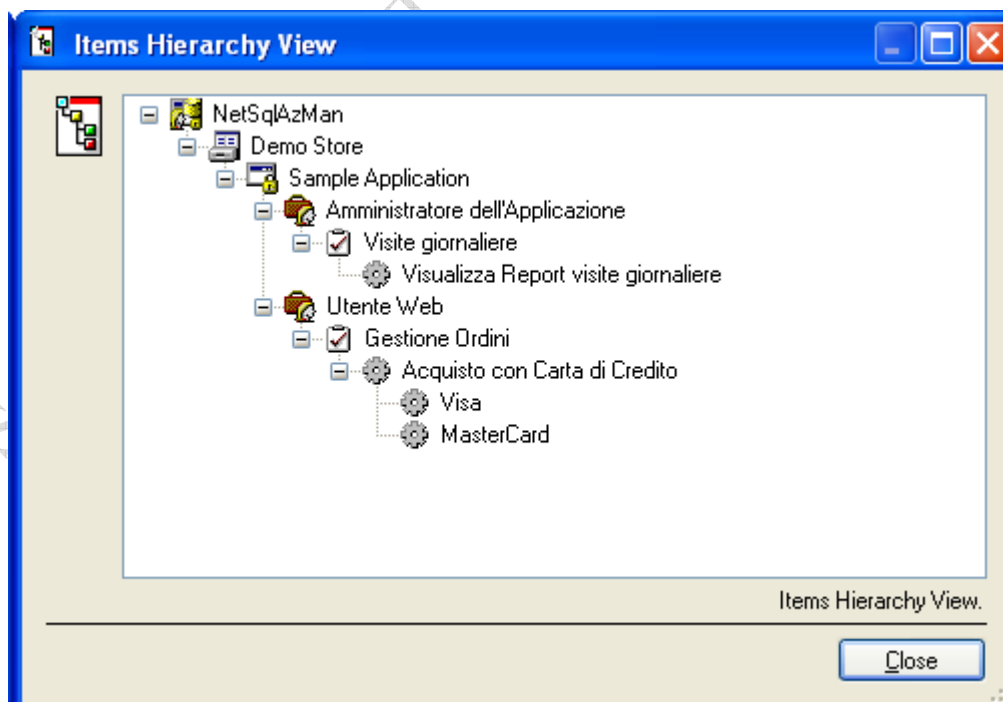 Items Hierarchy View
NetSqlAzMan
Demo Store
Sample Application
Amministratore dell'Applicazione
Visite giornaliere
Visualizza Report visite giornaliere
Utente Web
Gestione Ordini
Acquisto con Carta di Credito
Visa
MasterCard
Items Hierarchy View.
Close